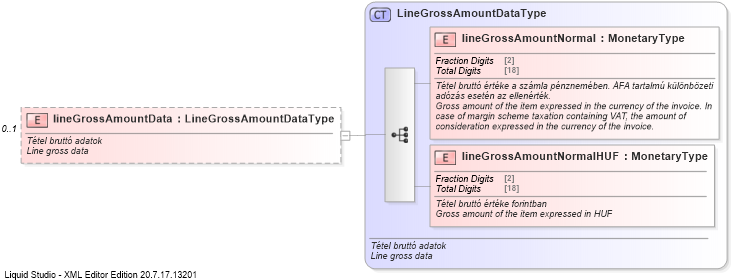 CT LineGrossAmountDataType
E lineGrossAmountNormal : MonetaryType
Fraction Digits [2]
Total Digits [18]
Tétel bruttó értéke a számla pénznemében. ÁFA tartalmú különbözeti
adózás esetén az ellenérték.
Gross amount of the item expressed in the currency of the invoice. In
case of margin scheme taxation containing VAT, the amount of
consideration expressed in the currency of the invoice.
0..1
E lineGrossAmountData : LineGrossAmountDataType
Tétel bruttó adatok
Line gross data
E lineGrossAmountNormalHUF : MonetaryType
Fraction Digits [2]
Total Digits [18]
Tétel bruttó értéke forintban
Gross amount of the item expressed in HUF
Tétel bruttó adatok
Line gross data
Liquid Studio - XML Editor Edition 20.7.17.13201